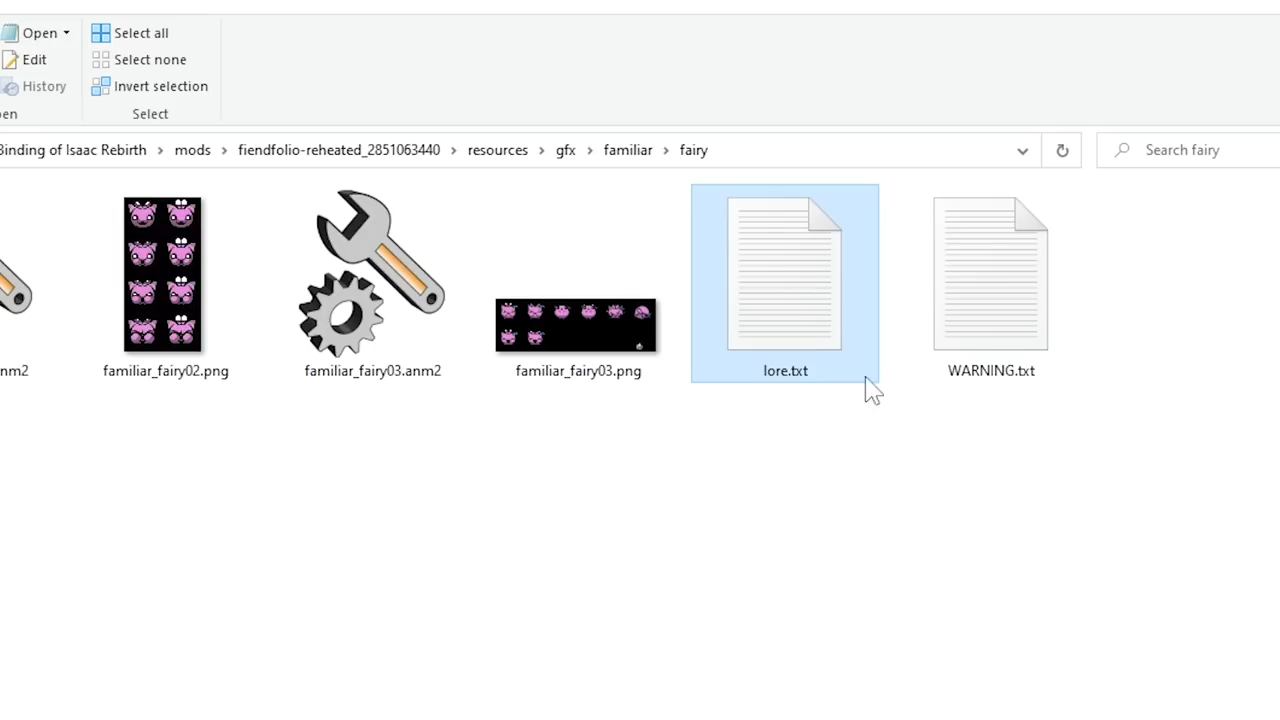 Open
Select all
Edit
Select none
History
Invert selection
pen
Select
Binding of Isaac Rebirth > mods > fiendfolio-reheated_2851063440 > resources > gfx > familiar > fairy
Search fairy
nm2
familiar_fairy02.png
familiar_fairy03.anm2
familiar_fairy03.png
lore.txt
WARNING.txt